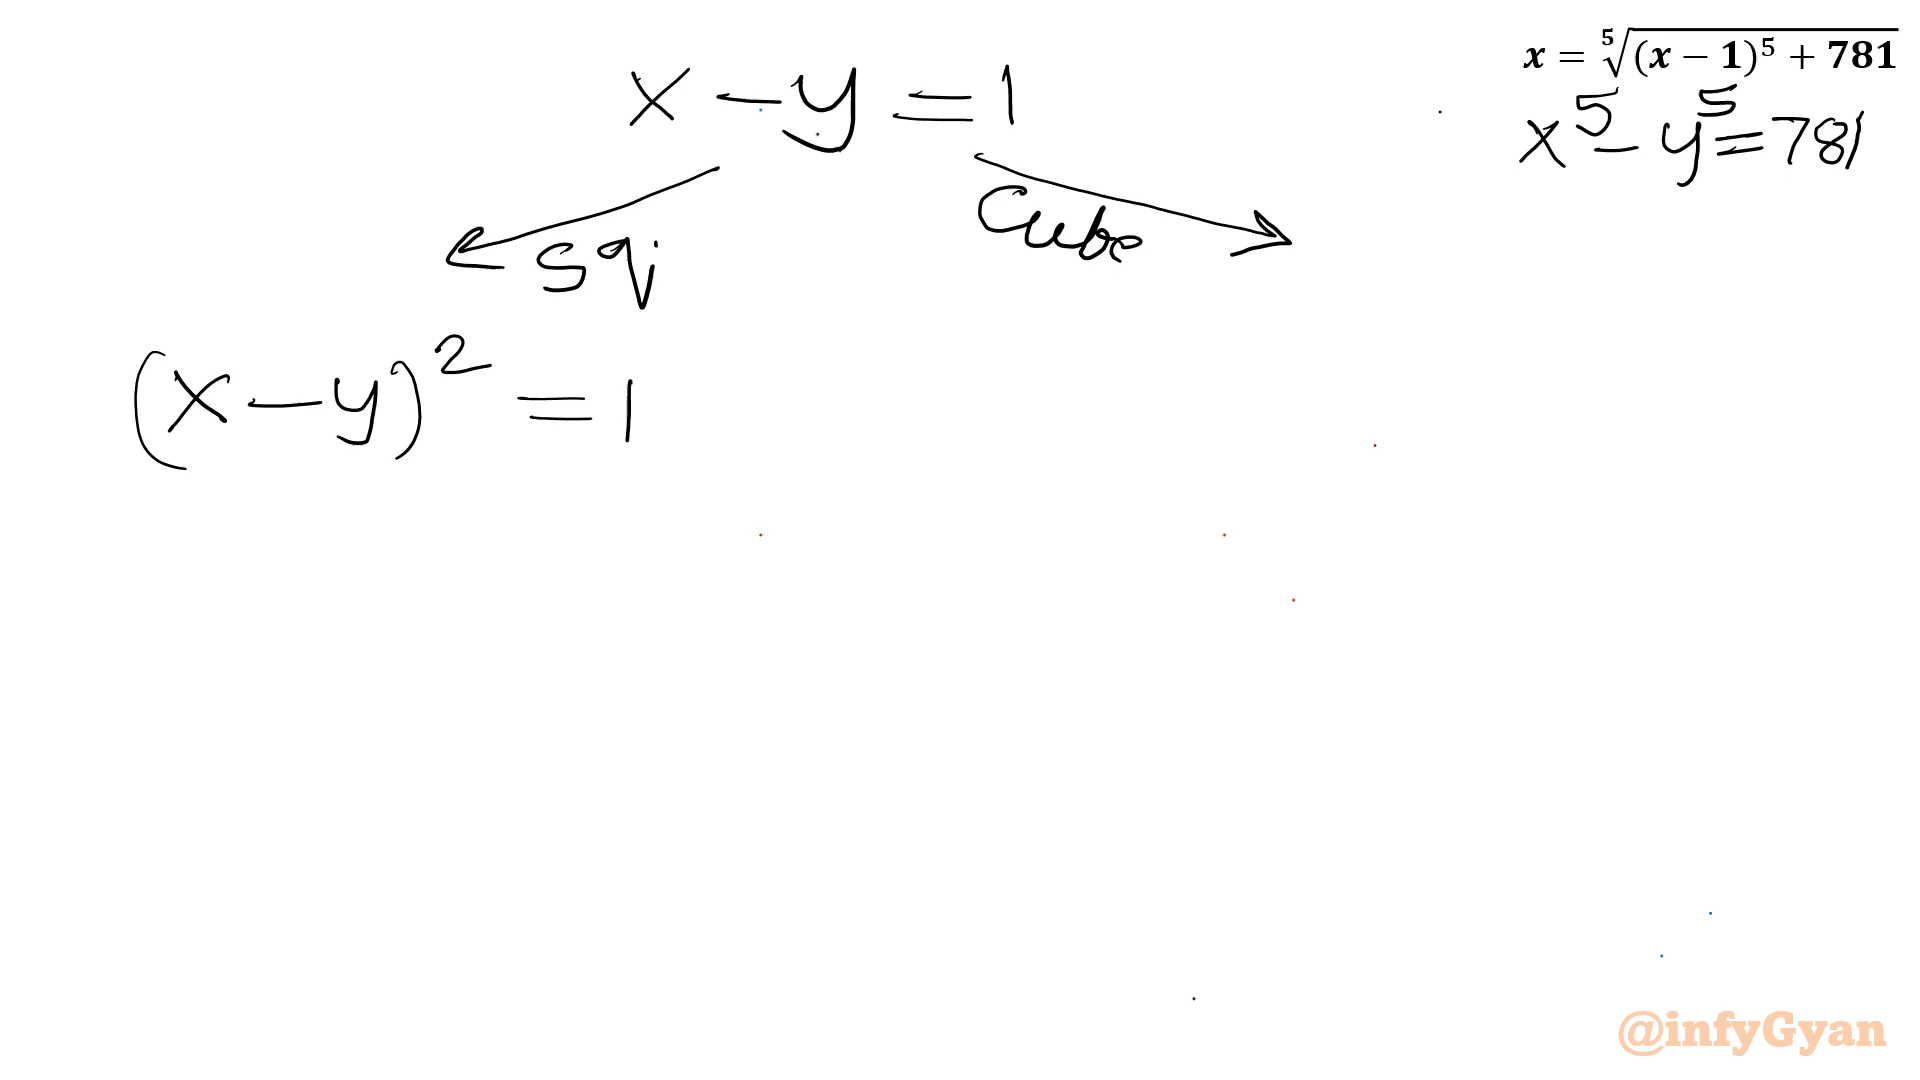 x = ⁵√((x − 1)⁵ + 781)
x − y = 1
x⁵ − y⁵ = 781
sq. Cube
(x − y)² = 1
@infyGyan